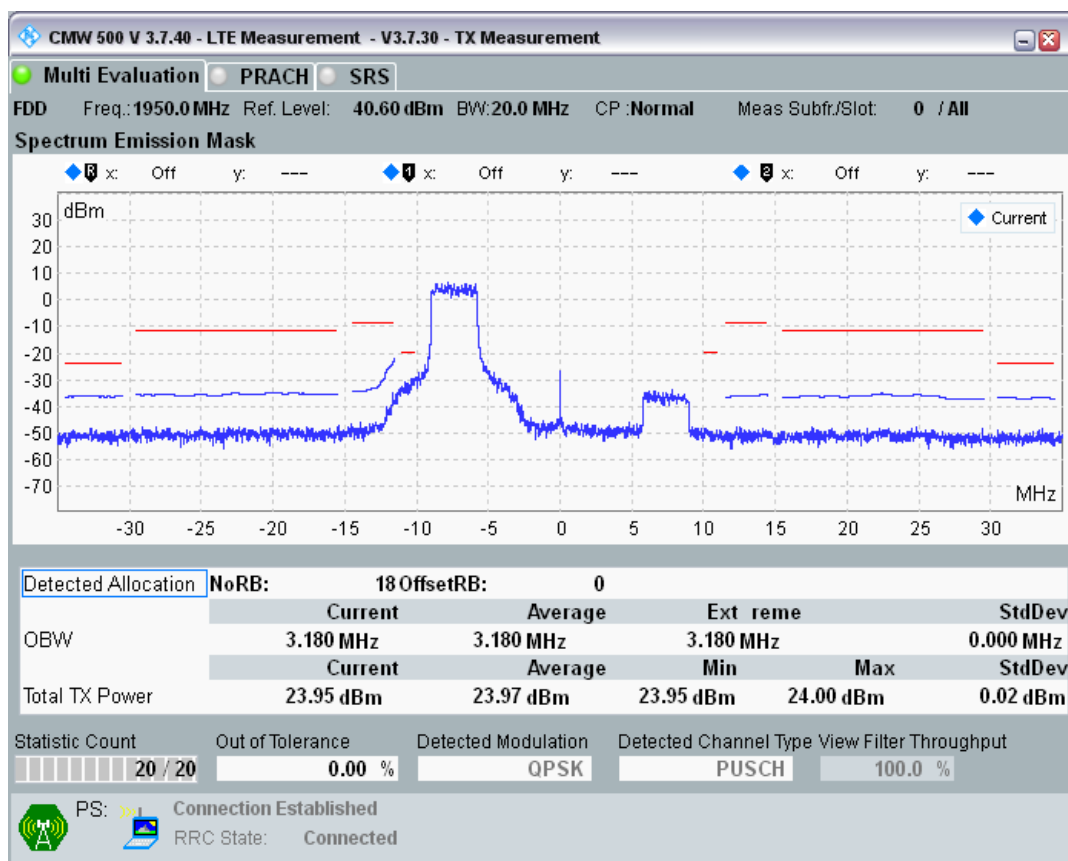 CMW 500 V 3.7.40 - LTE Measurement - V3.7.30 - TX Measurement
Multi Evaluation PRACH SRS
FDD Freq.: 1950.0 MHz Ref. Level: 40.60 dBm BW: 20.0 MHz CP : Normal Meas Subfr./Slot: 0 / All
Spectrum Emission Mask
R x: Off y: --- 1 x: Off y: --- 2 x: Off y: ---
dBm
Current
30
20
10
0
-10
-20
-30
-40
-50
-60
-70
MHz
-30 -25 -20 -15 -10 -5 0 5 10 15 20 25 30
Detected Allocation NoRB: 18 OffsetRB: 0
Current Average Ext reme StdDev
OBW 3.180 MHz 3.180 MHz 3.180 MHz 0.000 MHz
Current Average Min Max StdDev
Total TX Power 23.95 dBm 23.97 dBm 23.95 dBm 24.00 dBm 0.02 dBm
Statistic Count Out of Tolerance Detected Modulation Detected Channel Type View Filter Throughput
20 / 20 0.00 % QPSK PUSCH 100.0 %
PS: Connection Established
RRC State: Connected